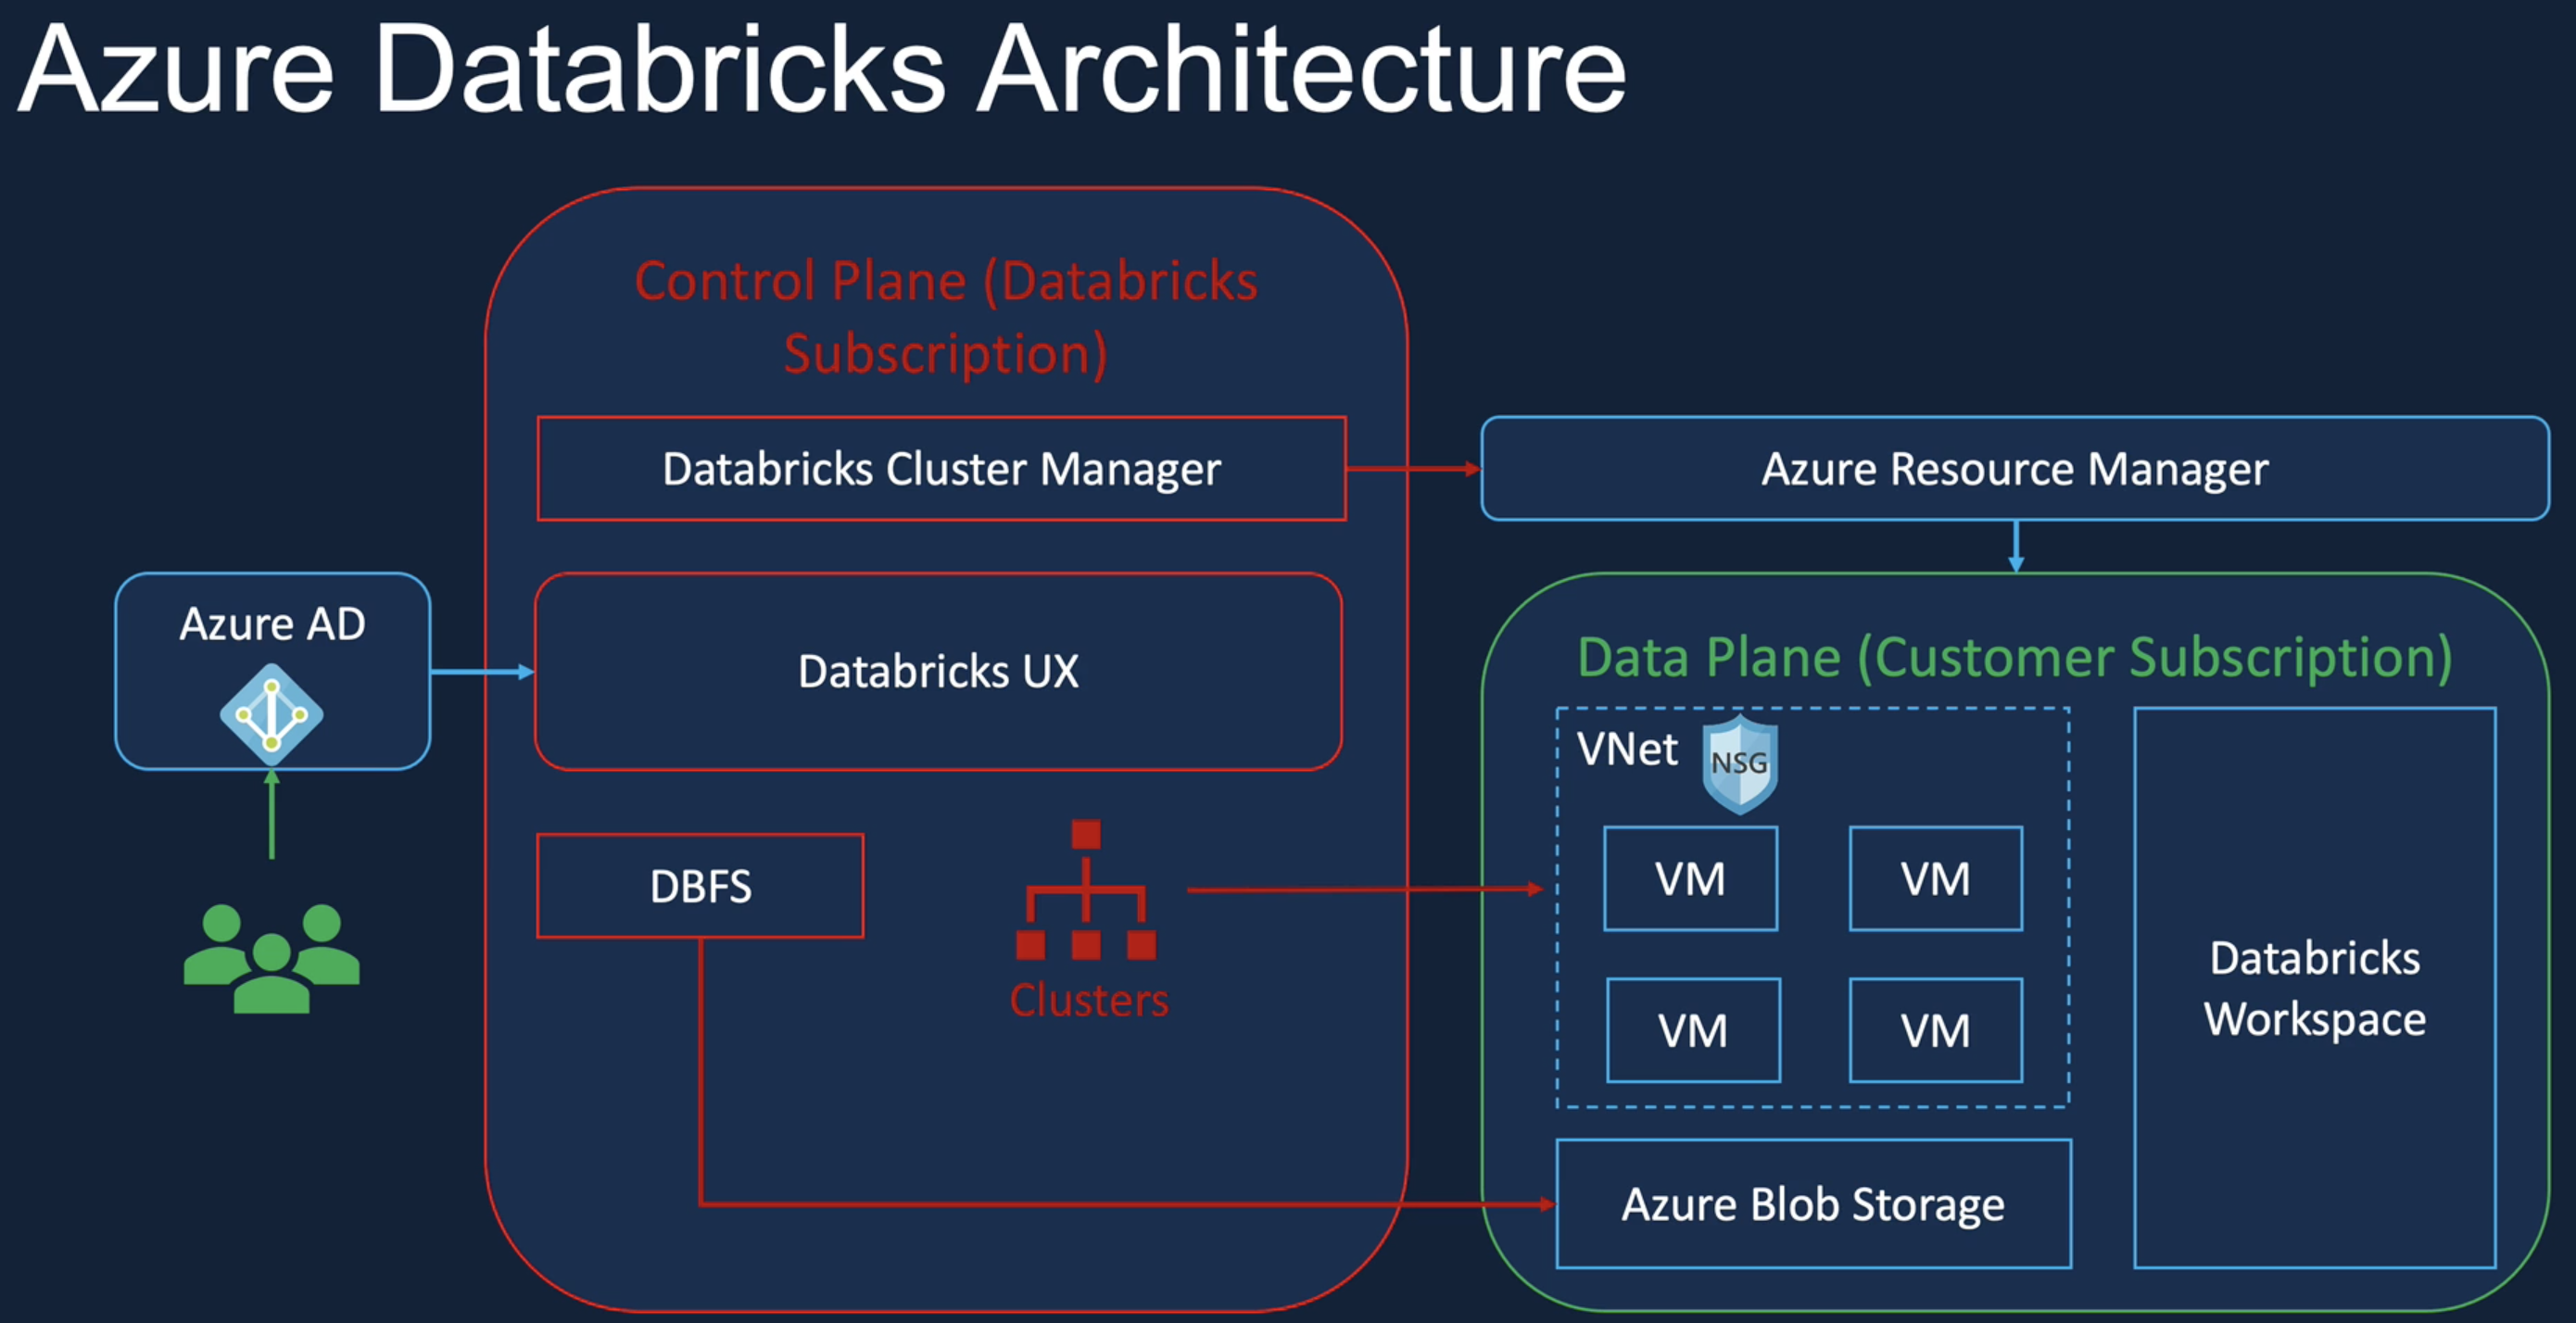 Azure Databricks Architecture
Control Plane (Databricks
Subscription)
Databricks Cluster Manager
Azure Resource Manager
Azure AD
Databricks UX
Data Plane (Customer Subscription)
VNet
NSG
DBFS
VM
VM
Clusters
VM
VM
Databricks
Workspace
Azure Blob Storage